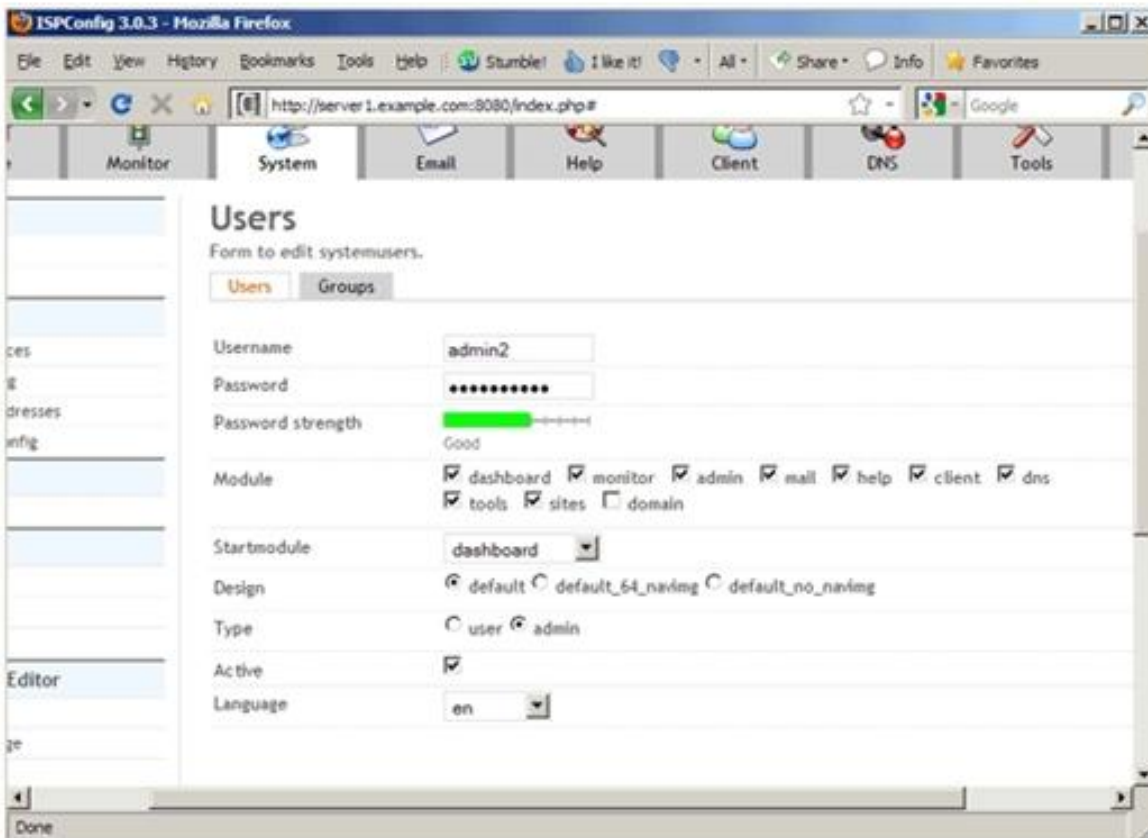 ISPConfig 3.0.3 - Mozilla Firefox
File Edit View History Bookmarks Tools Help Stumble! I like it! All Share Info Favorites
http://server1.example.com:8080/index.php# Google
Monitor System Email Help Client DNS Tools
Users
Form to edit systemusers.
Users Groups
Username admin2
ces
Password ••••••••••
g
dresses
Password strength
nfig
Good
Module dashboard monitor admin mail help client dns
tools sites domain
Startmodule dashboard
Design default default_64_navimg default_no_navimg
Type user admin
Active
Editor
Language en
ge
Done